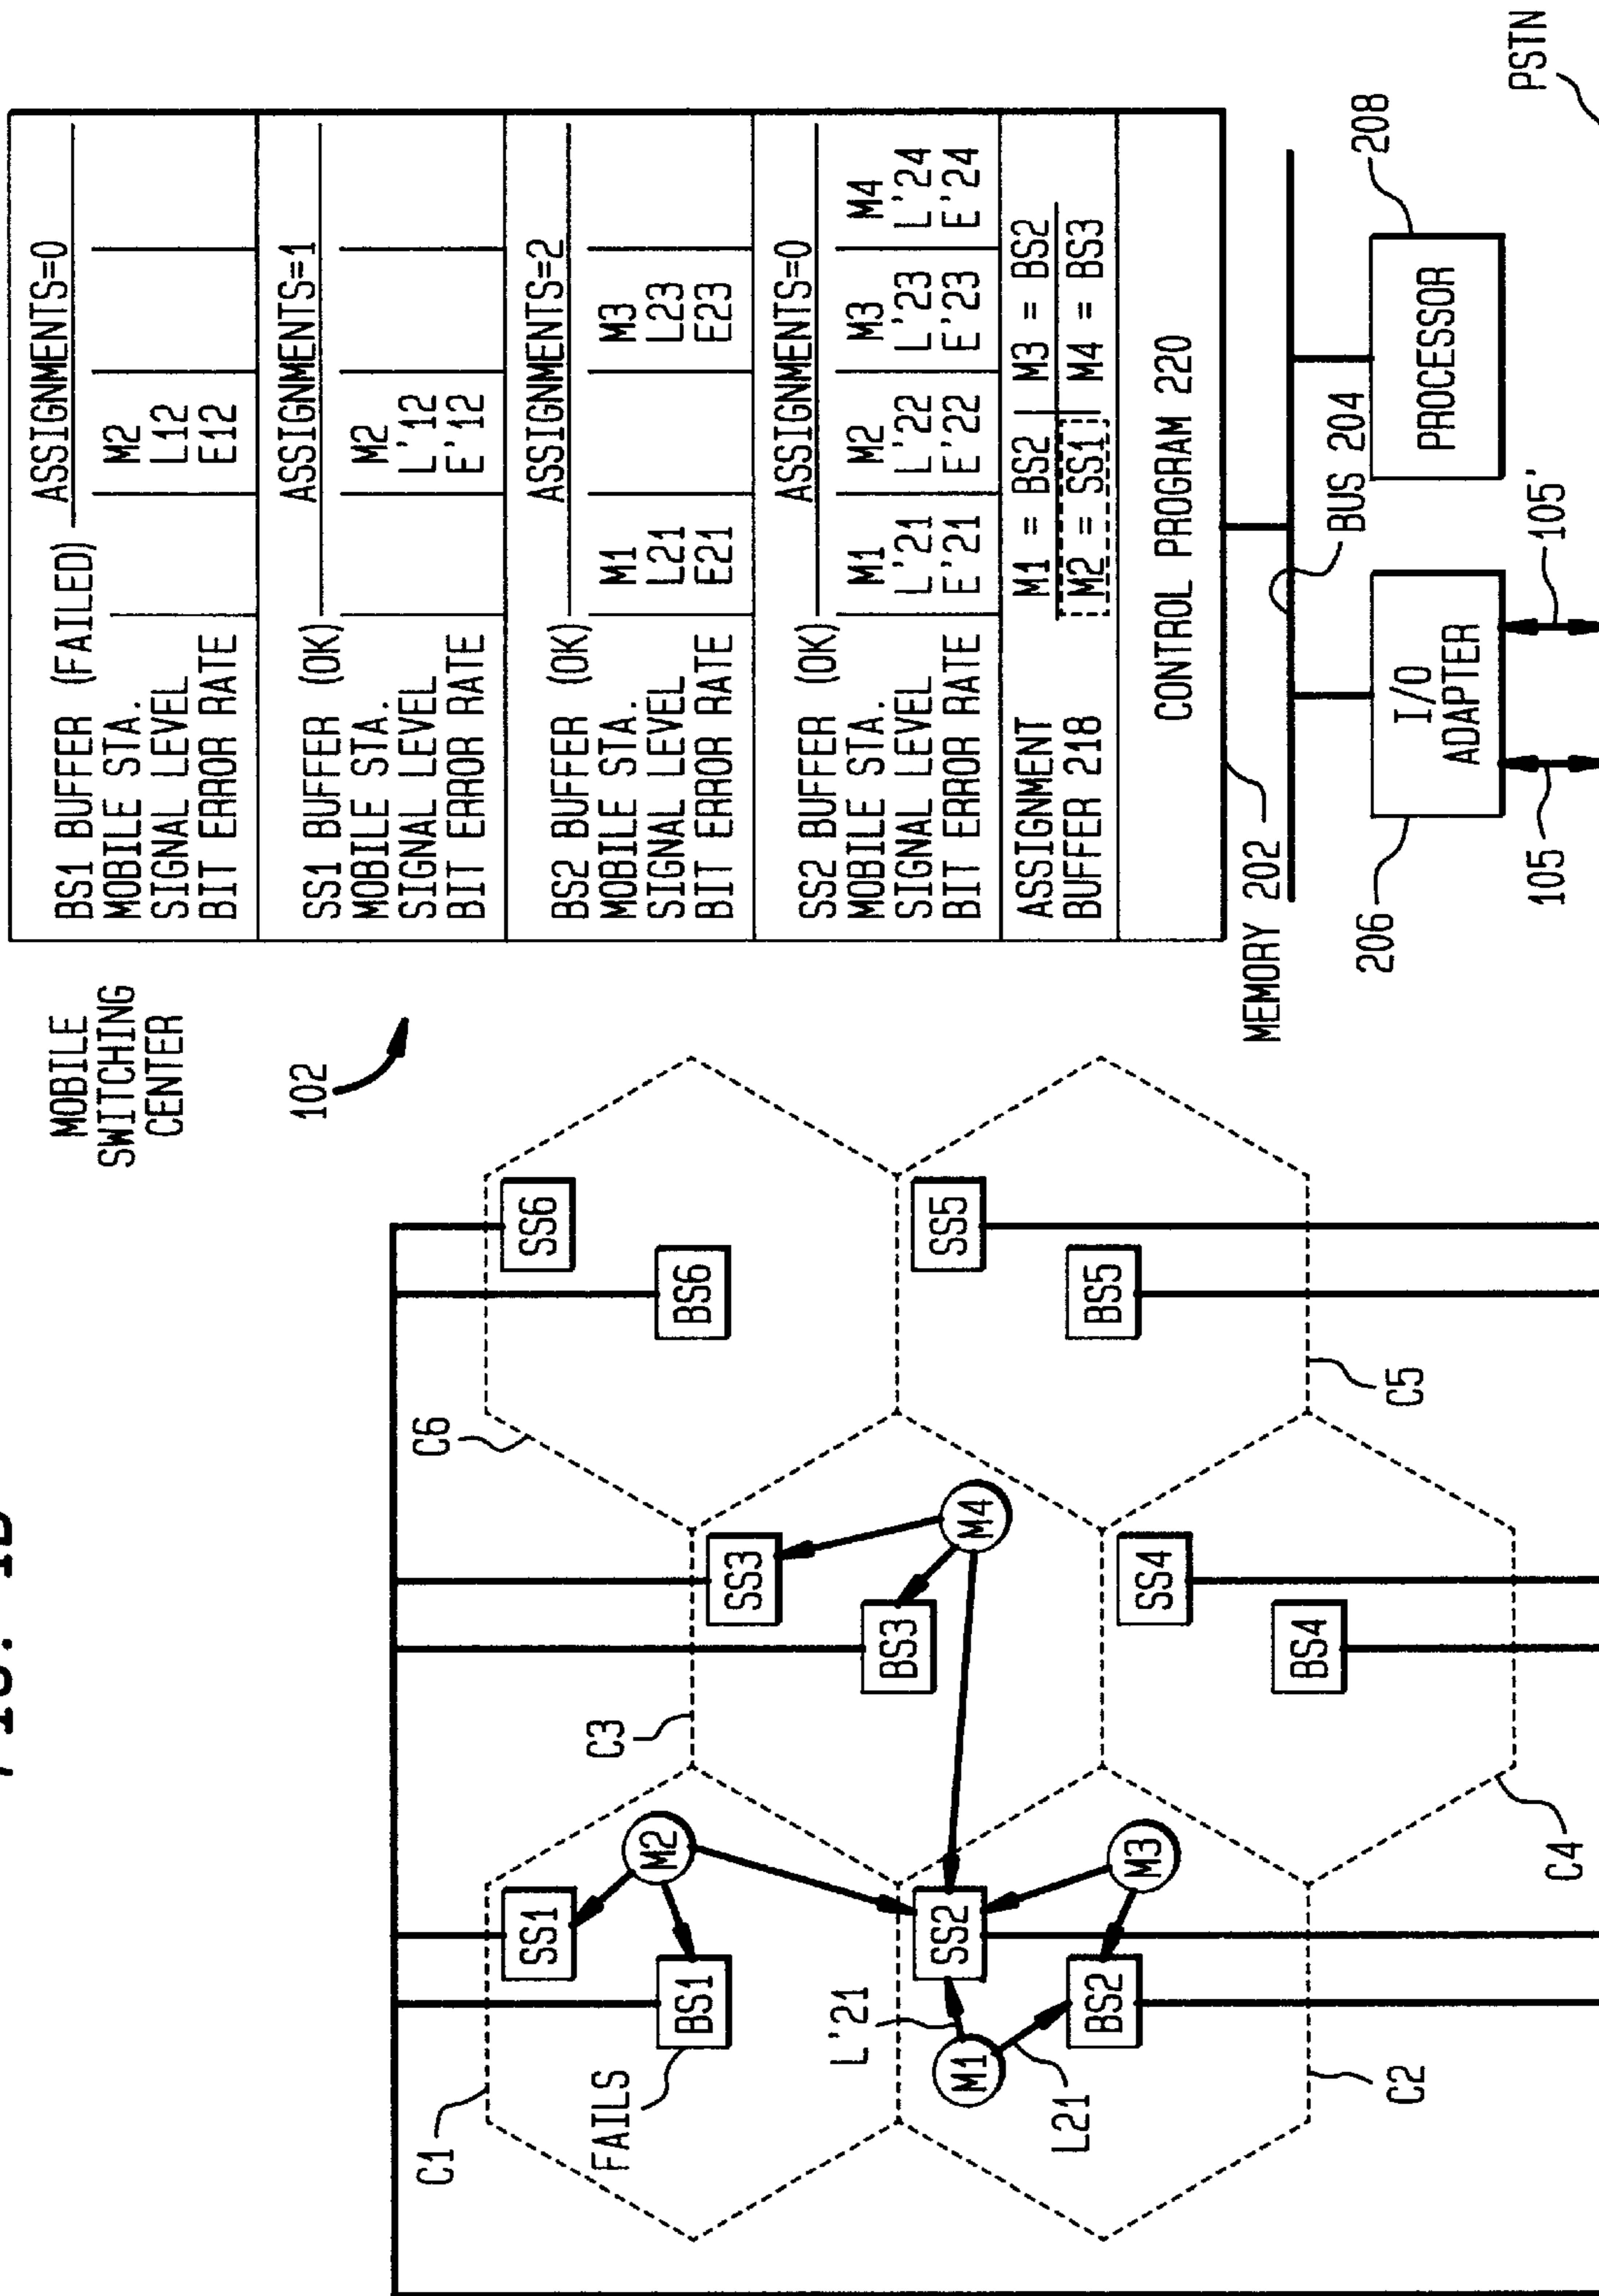 MOBILE
SWITCHING
CENTER
102
C1
FAILS
BS1
SS1
M2
C6
BS6
SS6
C3
BS3
SS3
M4
L'21
M1
L21
SS2
BS2
M3
C2
BS4
SS4
C4
BS5
SS5
C5
BS1 BUFFER (FAILED) ASSIGNMENTS=0
MOBILE STA. M2
SIGNAL LEVEL L12
BIT ERROR RATE E12
SS1 BUFFER (OK) ASSIGNMENTS=1
MOBILE STA. M2
SIGNAL LEVEL L'12
BIT ERROR RATE E'12
BS2 BUFFER (OK) ASSIGNMENTS=2
MOBILE STA. M1 M3
SIGNAL LEVEL L21 L23
BIT ERROR RATE E21 E23
SS2 BUFFER (OK) ASSIGNMENTS=0
MOBILE STA. M1 M2 M3 M4
SIGNAL LEVEL L'21 L'22 L'23 L'24
BIT ERROR RATE E'21 E'22 E'23 E'24
ASSIGNMENT M1 = BS2 M3 = BS2
BUFFER 218 M2 = SS1 M4 = BS3
CONTROL PROGRAM 220
MEMORY 202
BUS 204
206
I/O
ADAPTER
PROCESSOR
208
105
105'
PSTN